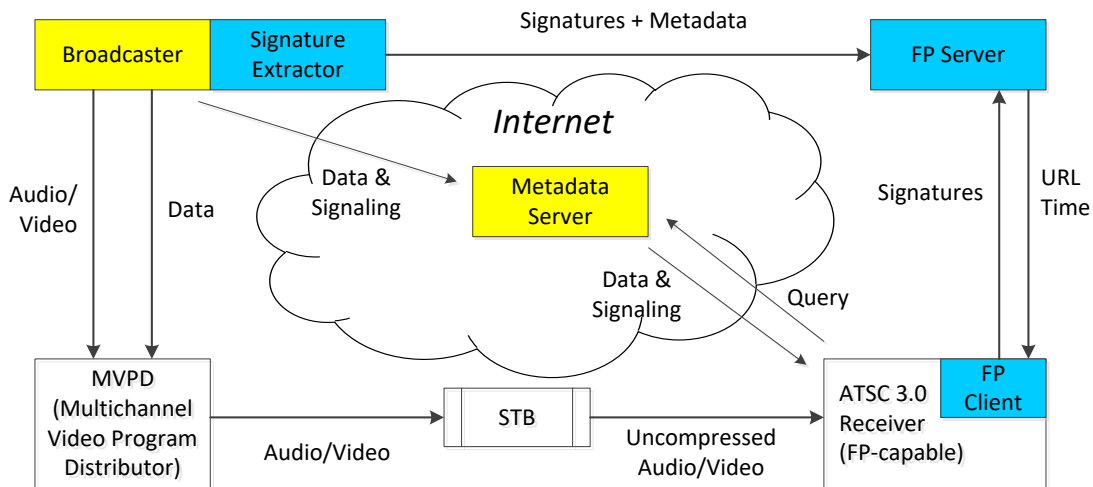 Signatures + Metadata
Broadcaster
Signature
Extractor
FP Server
Internet
Data &
Signaling
Metadata
Server
Audio/
Video
Data
Signatures
URL
Time
Data &
Signaling
Query
MVPD
(Multichannel
Video Program
Distributor)
Audio/Video
STB
Uncompressed
Audio/Video
ATSC 3.0
Receiver
(FP-capable)
FP
Client